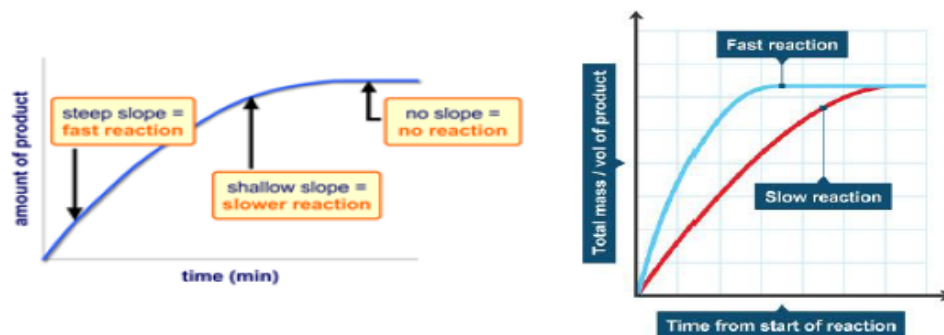 steep slope =
fast reaction
no slope =
no reaction
shallow slope =
slower reaction
amount of product
time (min)
Fast reaction
Slow reaction
Total mass / vol of product
Time from start of reaction